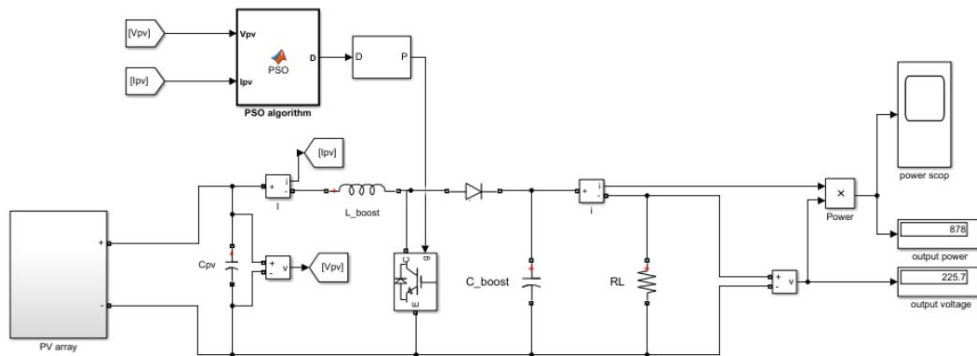 [Vpv]
Vpv
PSO
D
D
P
[Ipv]
Ipv
PSO algorithm
[Ipv]
power scop
+
i
-
I
L_boost
+
i
-
i
×
Power
878
output power
PV array
+
-
Cpv
+
-
v
[Vpv]
C
g
E
C_boost
RL
+
-
v
225.7
output voltage